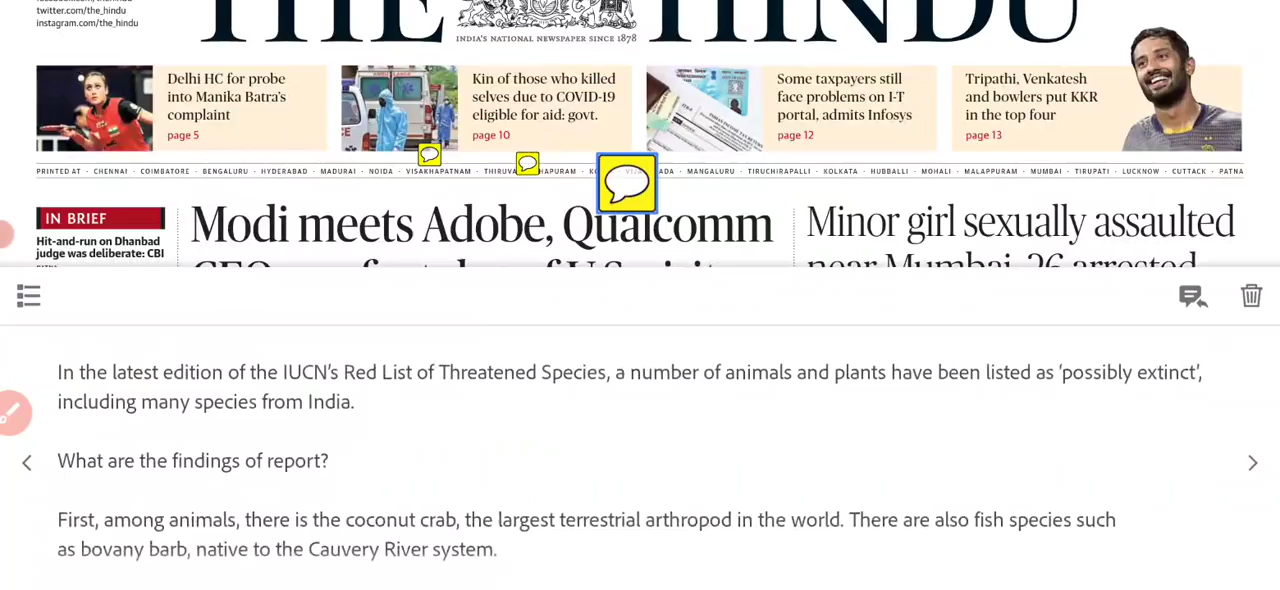 twitter.com/the_hindu
instagram.com/the_hindu
THE HINDU
INDIA'S NATIONAL NEWSPAPER SINCE 1878
Delhi HC for probe
into Manika Batra's
complaint
page 5
Kin of those who killed
selves due to COVID-19
eligible for aid: govt.
page 10
Some taxpayers still
face problems on I-T
portal, admits Infosys
page 12
Tripathi, Venkatesh
and bowlers put KKR
in the top four
page 13
PRINTED AT · CHENNAI · COIMBATORE · BENGALURU · HYDERABAD · MADURAI · NOIDA · VISAKHAPATNAM · MANGALURU · TIRUCHIRAPALLI · KOLKATA · HUBBALLI · MOHALI · MALAPPURAM · MUMBAI · TIRUPATI · LUCKNOW · CUTTACK · PATNA
IN BRIEF
Hit-and-run on Dhanbad
judge was deliberate: CBI
Modi meets Adobe, Qualcomm
Minor girl sexually assaulted
near Mumbai, 26 arrested
In the latest edition of the IUCN's Red List of Threatened Species, a number of animals and plants have been listed as 'possibly extinct',
including many species from India.
What are the findings of report?
First, among animals, there is the coconut crab, the largest terrestrial arthropod in the world. There are also fish species such
as bovany barb, native to the Cauvery River system.